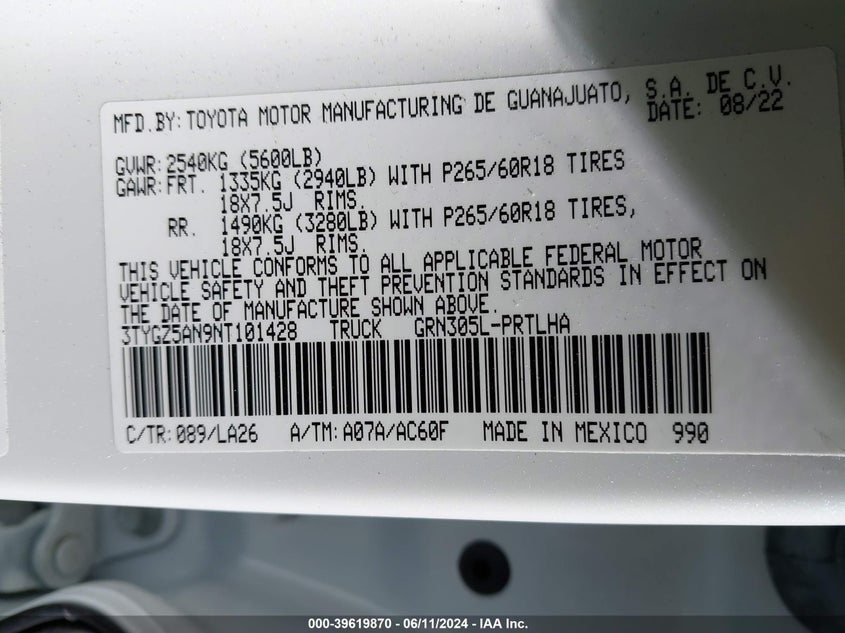 MFD.BY: TOYOTA MOTOR MANUFACTURING DE GUANAJUATO, S.A. DE C.V.
DATE: 08/22
GVWR: 2540KG (5600LB)
GAWR: FRT. 1335KG (2940LB) WITH P265/60R18 TIRES
18X7.5J RIMS.
RR. 1490KG (3280LB) WITH P265/60R18 TIRES,
18X7.5J RIMS.
THIS VEHICLE CONFORMS TO ALL APPLICABLE FEDERAL MOTOR
VEHICLE SAFETY AND THEFT PREVENTION STANDARDS IN EFFECT ON
THE DATE OF MANUFACTURE SHOWN ABOVE.
3TYGZ5AN9NT101428 TRUCK GRN305L-PRTLHA
C/TR: 089/LA26 A/TM: A07A/AC60F MADE IN MEXICO 990
000-39619870 - 06/11/2024 - IAA Inc.